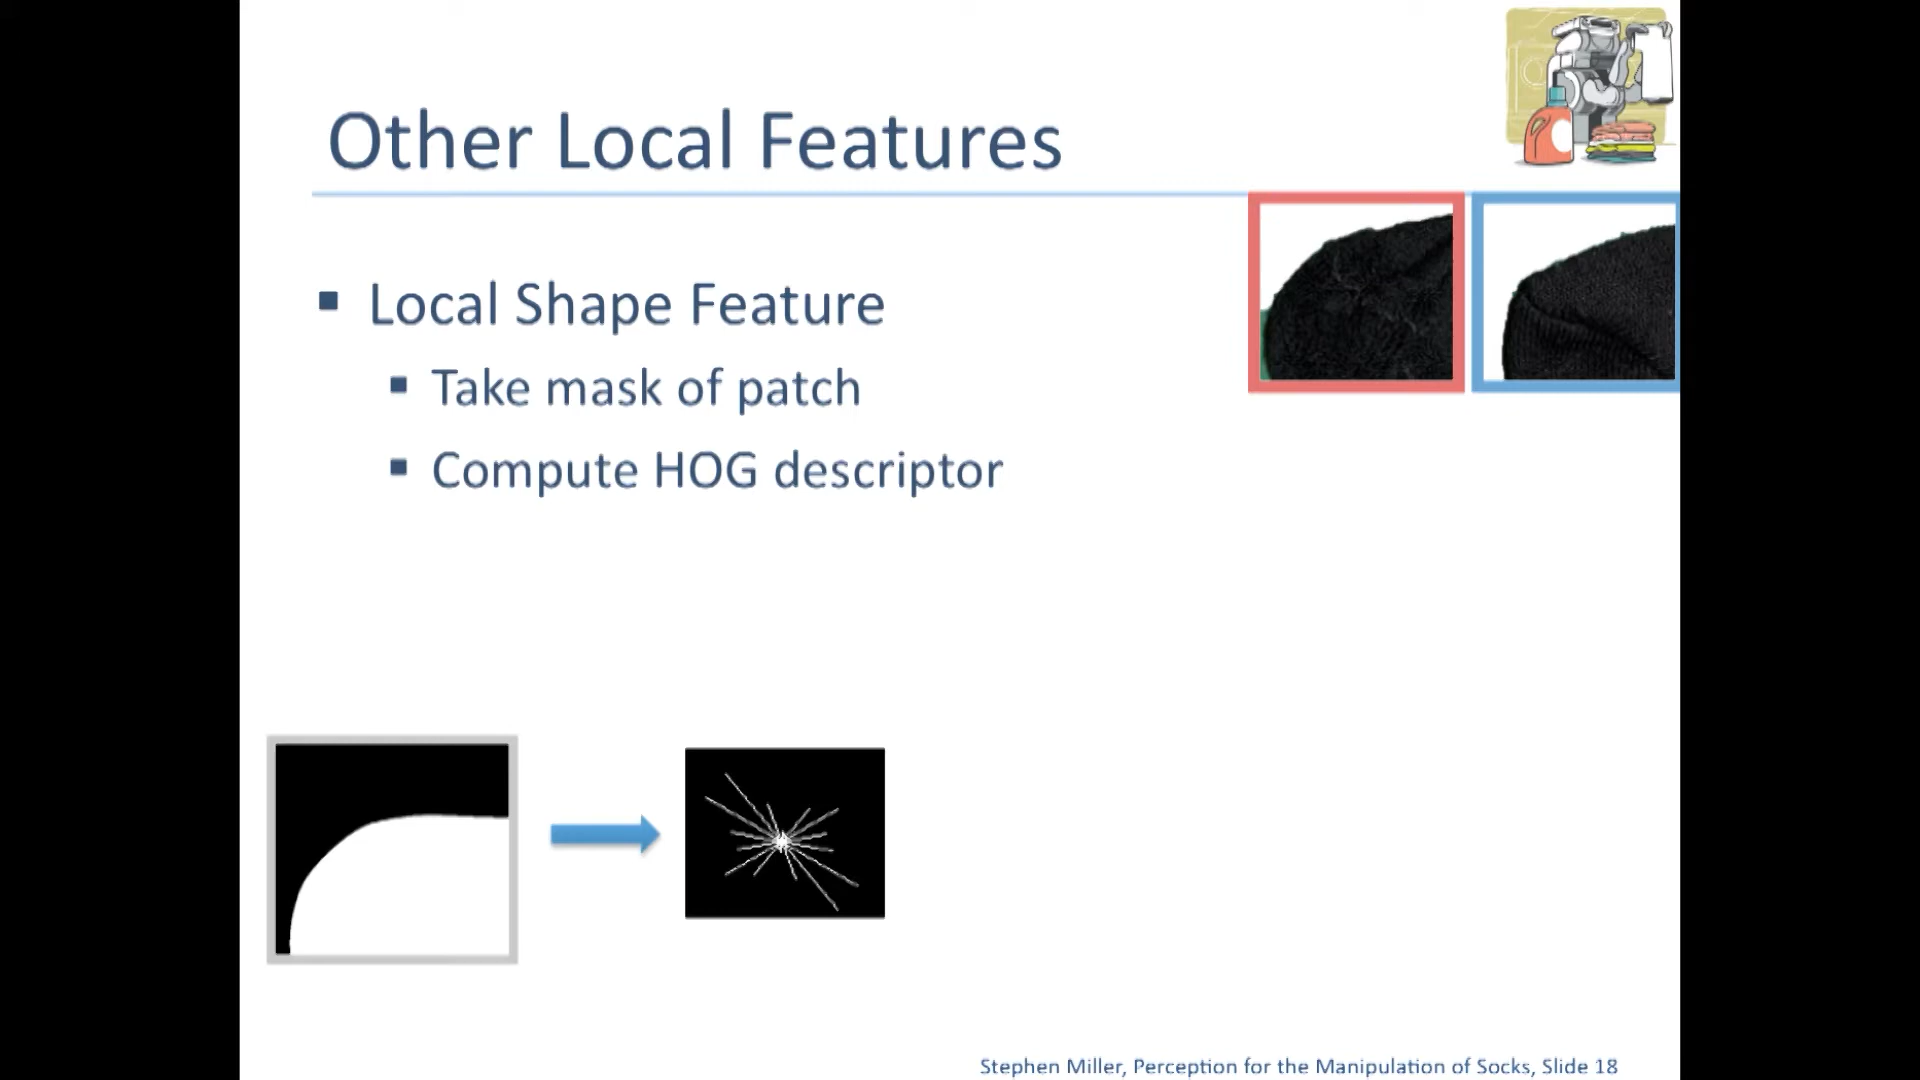 Other Local Features
Local Shape Feature
Take mask of patch
Compute HOG descriptor
Stephen Miller, Perception for the Manipulation of Socks, Slide 18